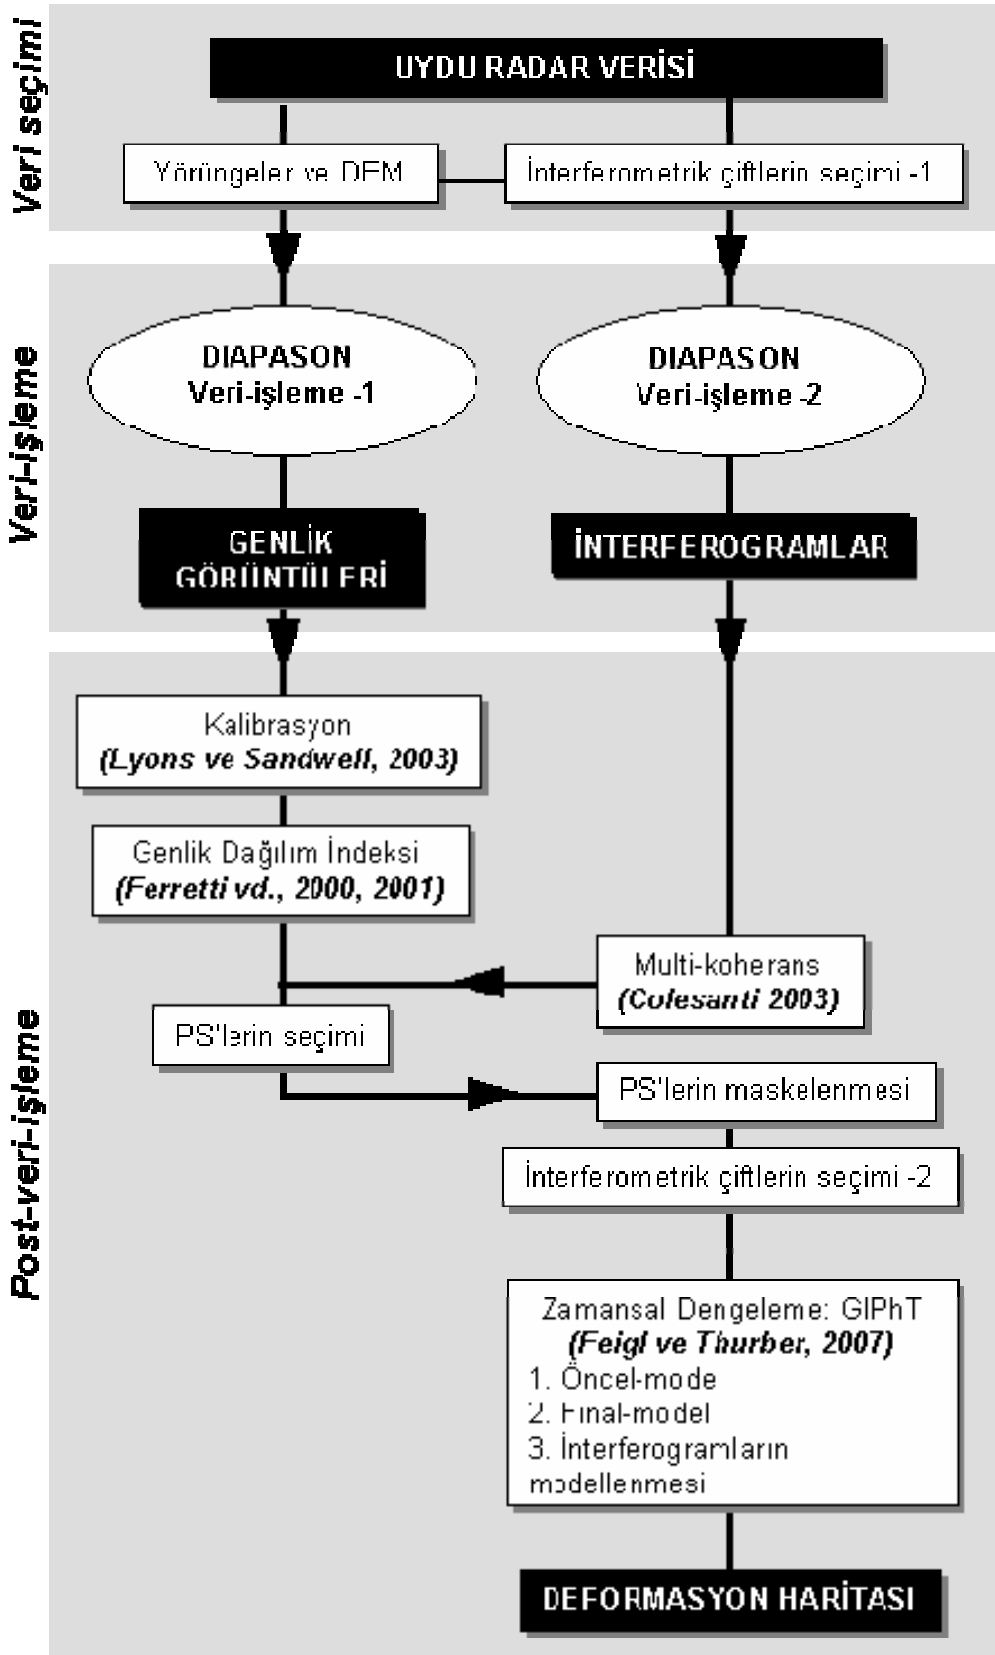 Veri seçimi
UYDU RADAR VERİSİ
Yörüngeler ve DEM
İnterferometrik çiftlerin seçimi -1
Veri-işleme
DIAPASON
Veri-işleme -1
DIAPASON
Veri-işleme -2
GENLİK
GÖRÜNTÜLERİ
İNTERFEROGRAMLAR
Post-veri-işleme
Kalibrasyon
(Lyons ve Sandwell, 2003)
Genlik Dağılım İndeksi
(Ferretti vd., 2000, 2001)
Multi-koherans
(Colesanti 2003)
PS'lerin seçimi
PS'lerin maskelenmesi
İnterferometrik çiftlerin seçimi -2
Zamansal Dengeleme: GIPhT
(Feigl ve Thurber, 2007)
1. Öncel-mode
2. Final-model
3. İnterferogramların
modellenmesi
DEFORMASYON HARİTASI